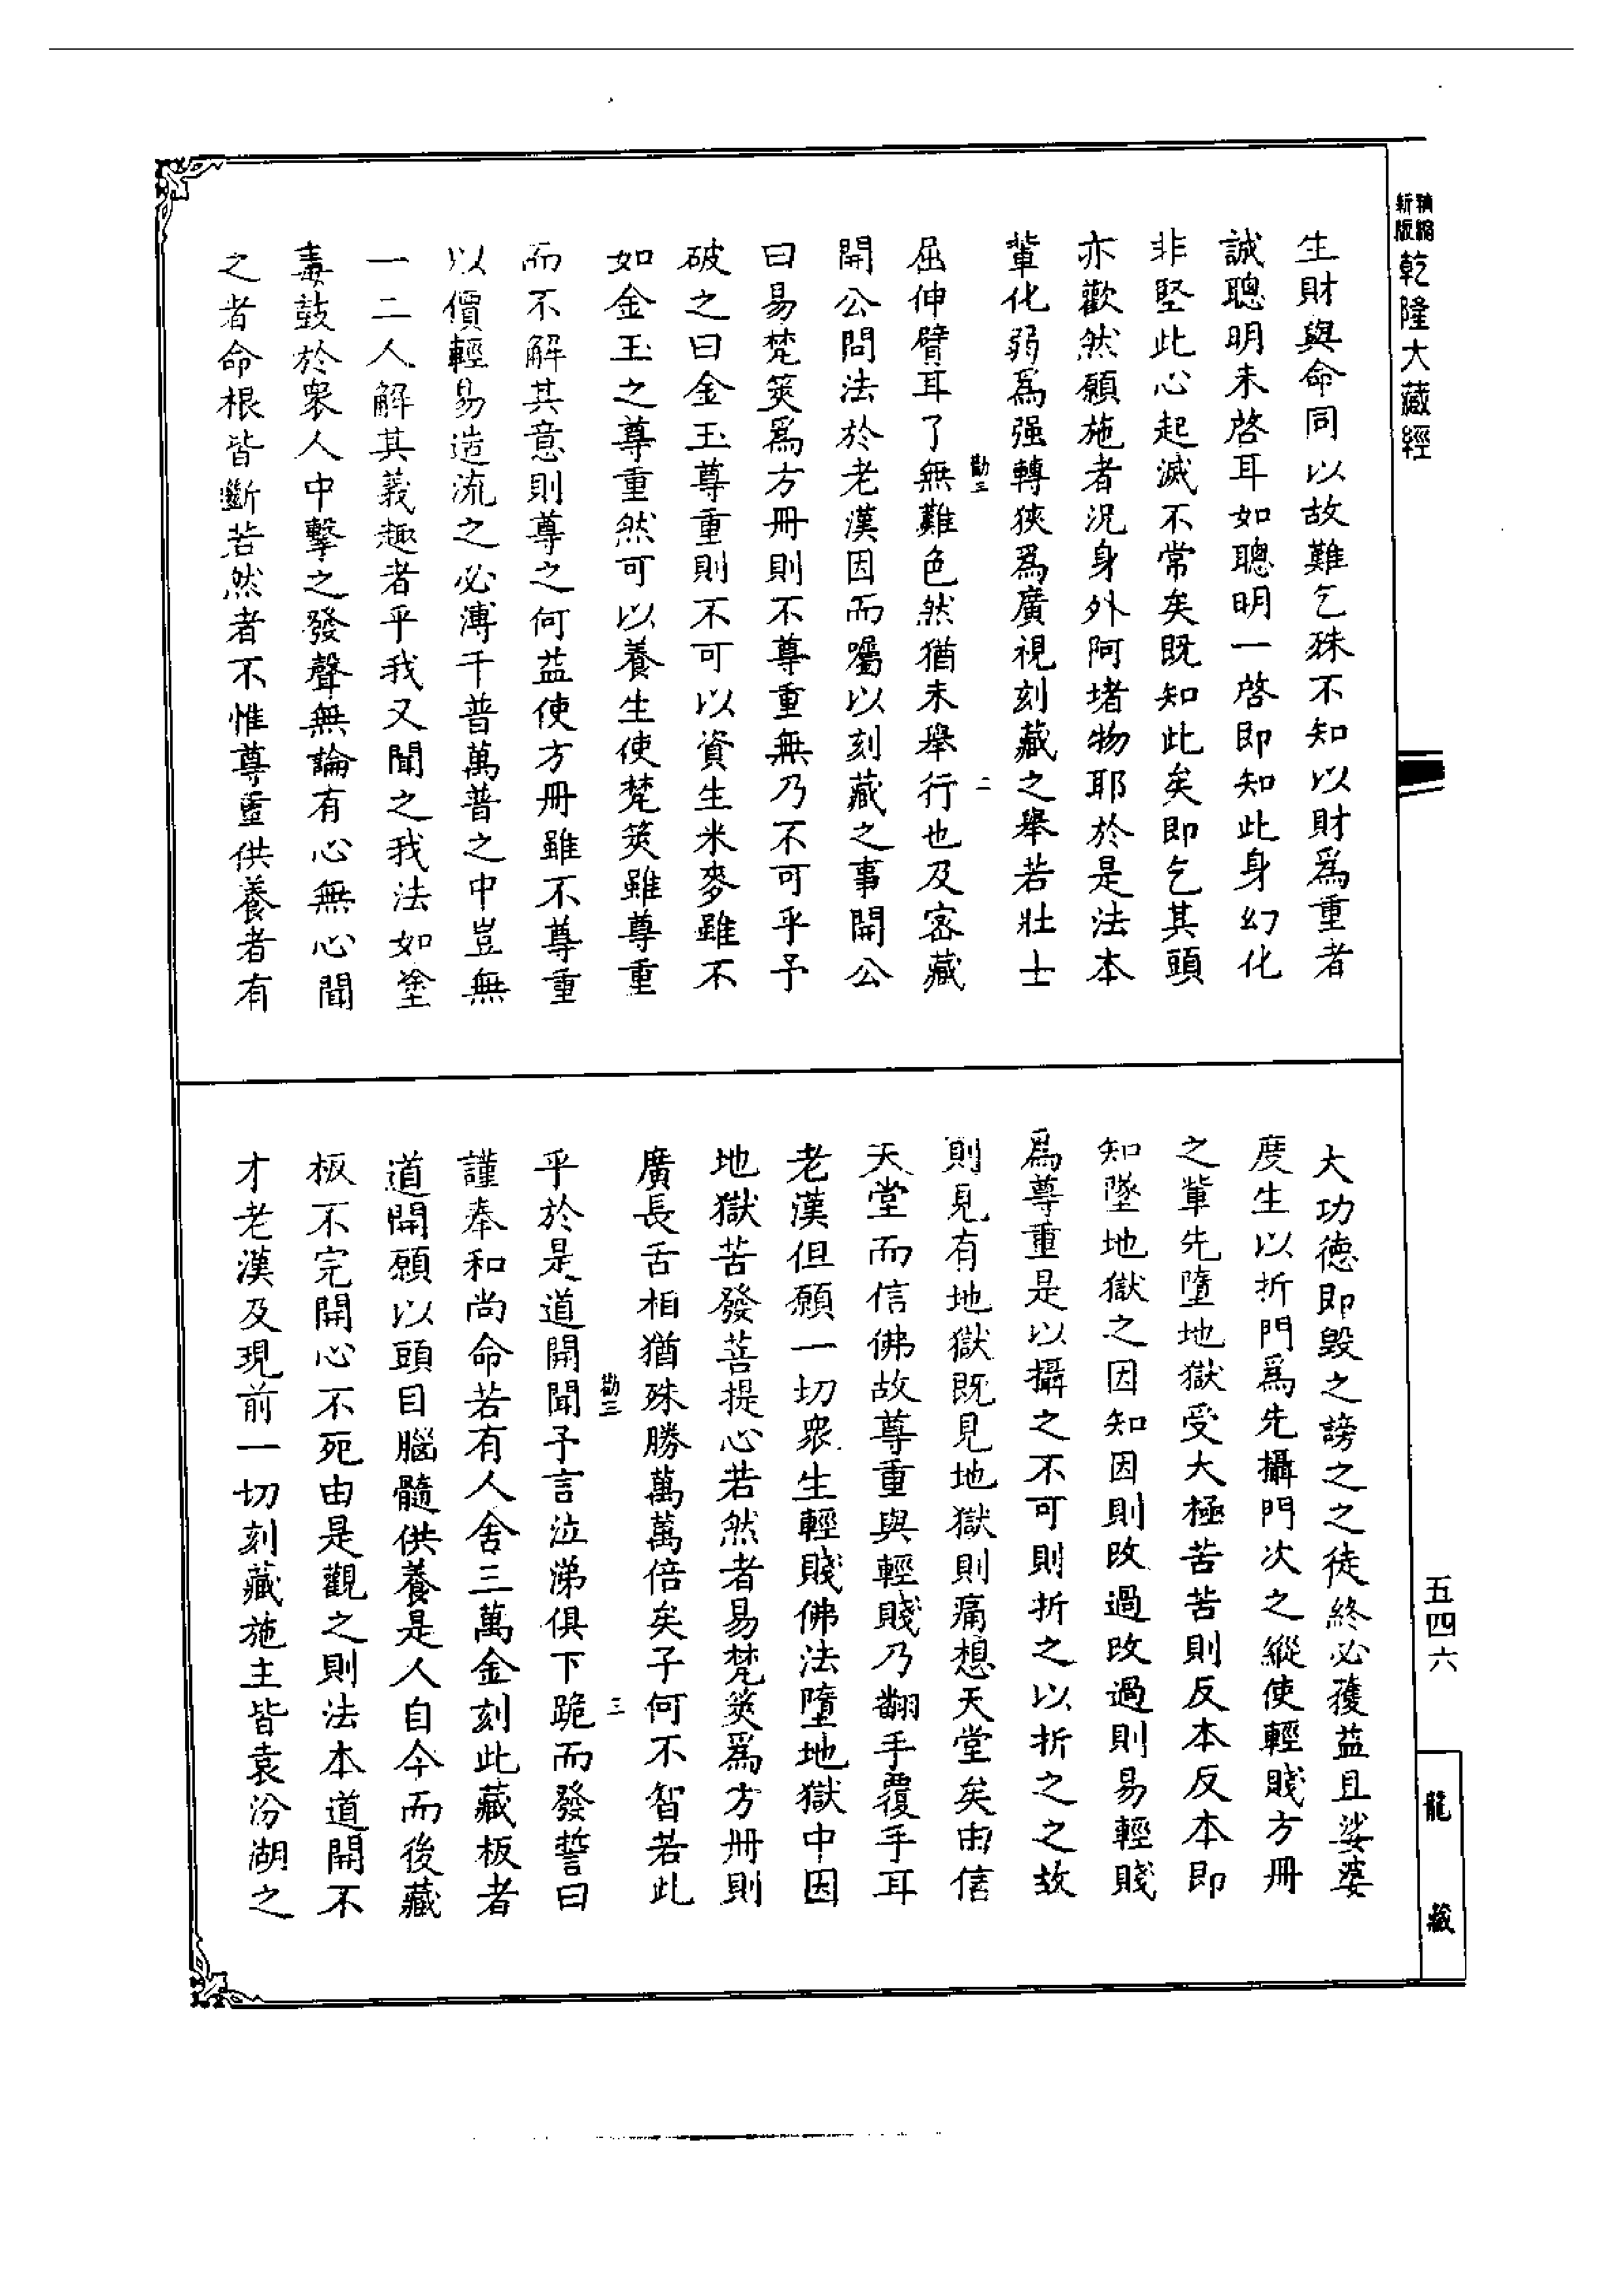 精縮
新版
乾隆大藏經
生財與命同以故難乞殊不知以財爲重者
誠聰明未啓耳如聰明一啓即知此身幻化
非堅此心起滅不常矣既知此矣即乞其頭
亦歡然願施者況身外阿堵物耶於是法本
輩化弱爲强轉狹爲廣視刻藏之舉若壯士
勸三
二
屈伸臂耳了無難色然猶未舉行也及密藏
開公問法於老漢因而囑以刻藏之事開公
曰易梵筴爲方冊則不尊重無乃不可乎予
破之曰金玉尊重則不可以資生米麥雖不
如金玉之尊重然可以養生使梵筴雖尊重
而不解其意則尊之何益使方冊雖不尊重
以價輕易造流之必溥千普萬普之中豈無
一二人解其義趣者乎我又聞之我法如塗
毒鼓於衆人中擊之發聲無論有心無心聞
之者命根皆斷若然者不惟尊重供養者有
大功德即毀之謗之之徒終必獲益且娑婆
度生以折門爲先攝門次之縱使輕賤方冊
之輩先墮地獄受大極苦苦則反本反本即
知墜地獄之因知因則改過改過則易輕賤
爲尊重是以攝之不可則折之以折之之故
則見有地獄既見地獄則痛想天堂矣由信
天堂而信佛故尊重與輕賤乃翻手覆手耳
老漢但願一切衆生輕賤佛法墮地獄中因
地獄苦發菩提心若然者易梵筴爲方冊則
廣長舌相猶殊勝萬萬倍矣子何不智若此
勸三
三
乎於是道開聞予言泣涕俱下跪而發誓曰
謹奉和尚命若有人舍三萬金刻此藏板者
道開願以頭目腦髓供養是人自今而後藏
板不完開心不死由是觀之則法本道開不
才老漢及現前一切刻藏施主皆袁汾湖之
五四六
龍藏